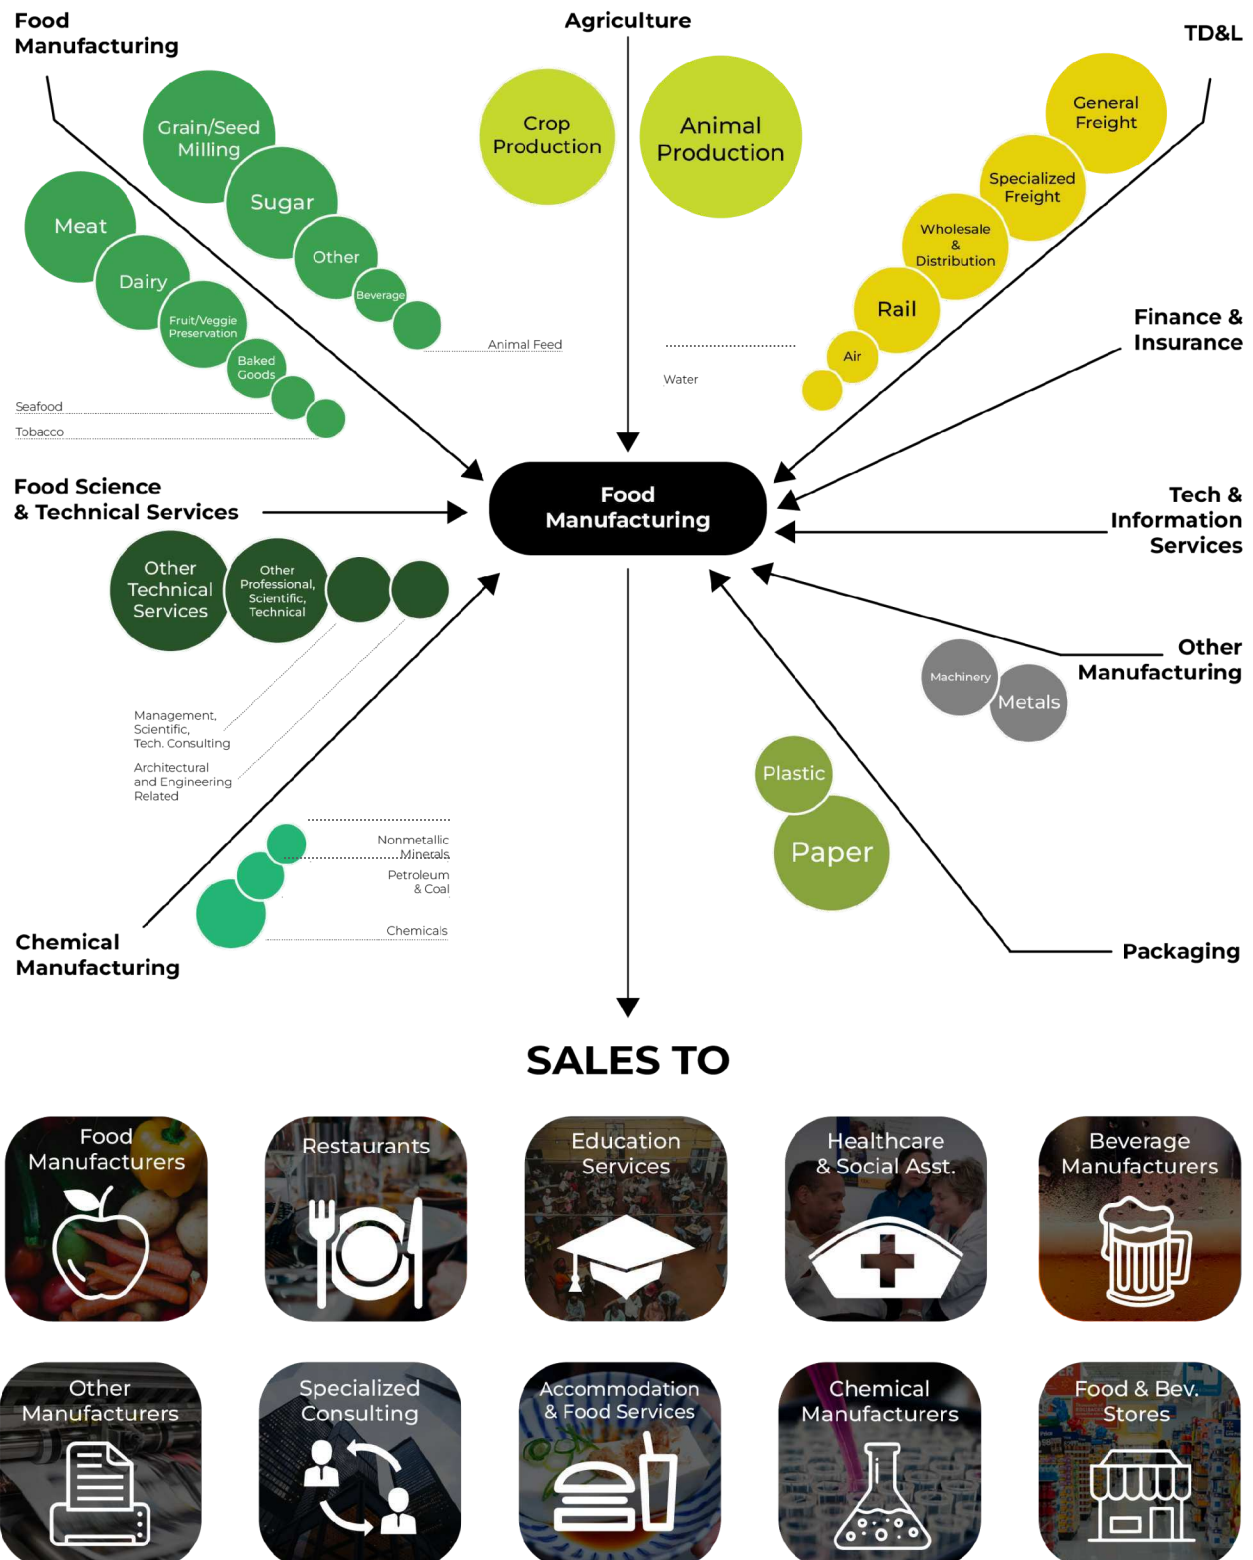 Food
Manufacturing
Agriculture
TD&L
Grain/Seed
Milling
Sugar
Other
Beverage
Animal Feed
Meat
Dairy
Fruit/Veggie
Preservation
Baked
Goods
Seafood
Tobacco
Crop
Production
Animal
Production
General
Freight
Specialized
Freight
Wholesale
&
Distribution
Rail
Air
Water
Finance &
Insurance
Food Science
& Technical Services
Food
Manufacturing
Tech &
Information
Services
Other
Technical
Services
Other
Professional,
Scientific,
Technical
Management,
Scientific,
Tech. Consulting
Architectural
and Engineering
Related
Other
Manufacturing
Machinery
Metals
Plastic
Paper
Nonmetallic
Minerals
Petroleum
& Coal
Chemicals
Chemical
Manufacturing
Packaging
SALES TO
Food
Manufacturers
Restaurants
Education
Services
Healthcare
& Social Asst.
Beverage
Manufacturers
Other
Manufacturers
Specialized
Consulting
Accommodation
& Food Services
Chemical
Manufacturers
Food & Bev.
Stores